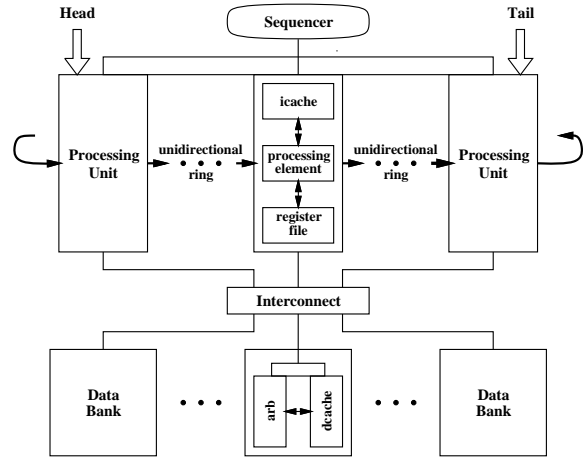 Head
Sequencer
Tail
icache
Processing
Unit
unidirectional
ring
processing
element
unidirectional
ring
Processing
Unit
register
file
Interconnect
Data
Bank
arb
dcache
Data
Bank